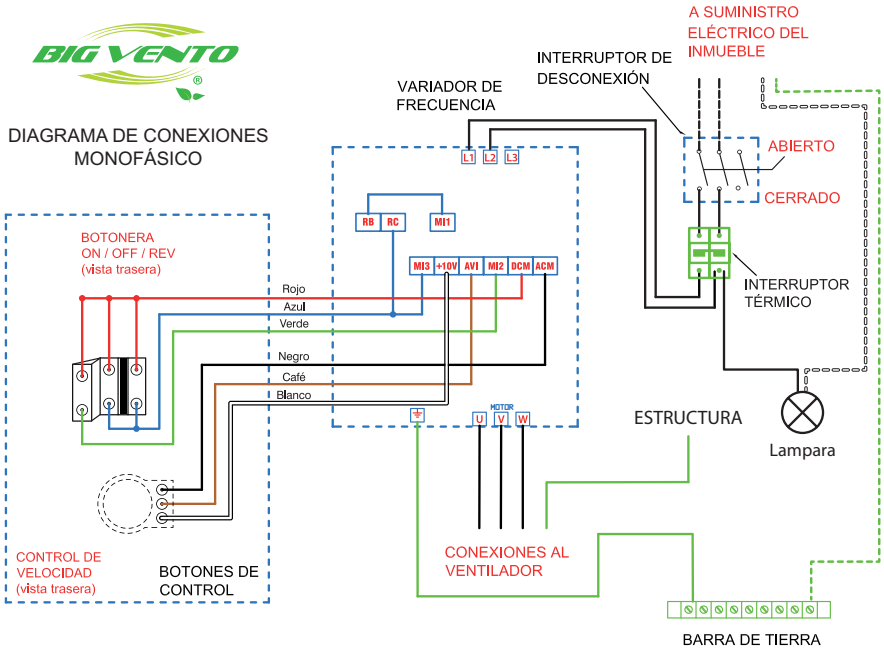 BIG VENTO
®
DIAGRAMA DE CONEXIONES
MONOFÁSICO
A SUMINISTRO
ELÉCTRICO DEL
INMUEBLE
INTERRUPTOR DE
DESCONEXIÓN
VARIADOR DE
FRECUENCIA
L1 L2 L3
ABIERTO
CERRADO
RB RC MI1
BOTONERA
ON / OFF / REV
(vista trasera)
MI3 +10V AVI MI2 DCM ACM
INTERRUPTOR
TÉRMICO
Rojo
Azul
Verde
Negro
Café
Blanco
MOTOR
U V W
ESTRUCTURA
Lampara
CONTROL DE
VELOCIDAD
(vista trasera)
BOTONES DE
CONTROL
CONEXIONES AL
VENTILADOR
BARRA DE TIERRA